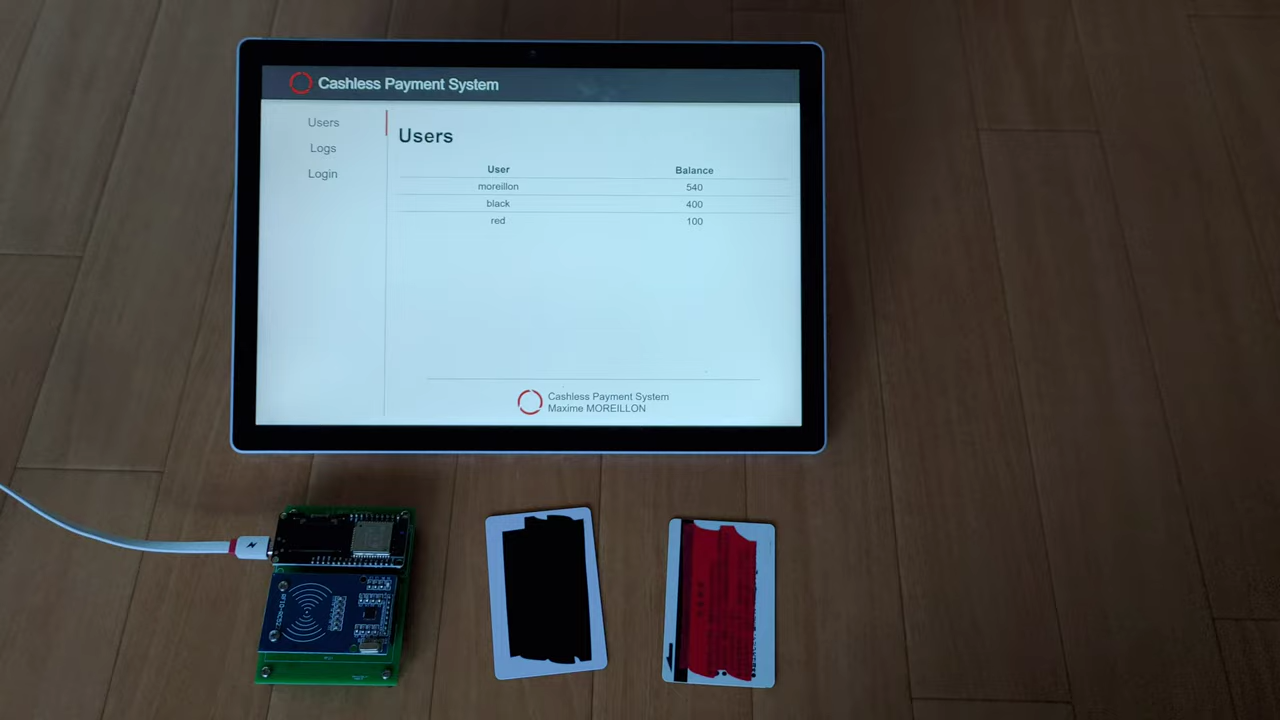 Cashless Payment System
Users
Logs
Login
Users
User Balance
moreillon 540
black 400
red 100
Cashless Payment System
Maxime MOREILLON